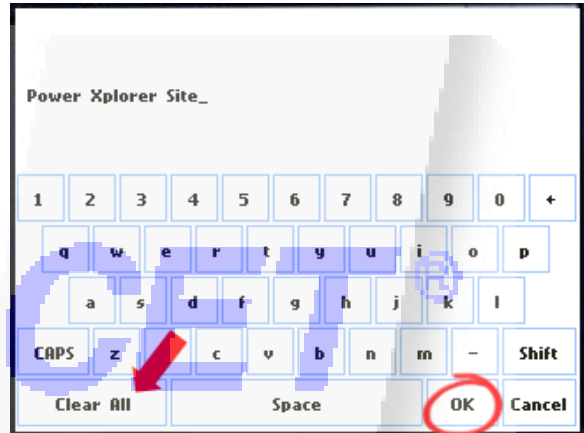 Power Xplorer Site_
1 2 3 4 5 6 7 8 9 0 ←
q w e r t y u i o p
a s d f g h j k l
CAPS z c v b n m - Shift
Clear All Space OK Cancel
CET®